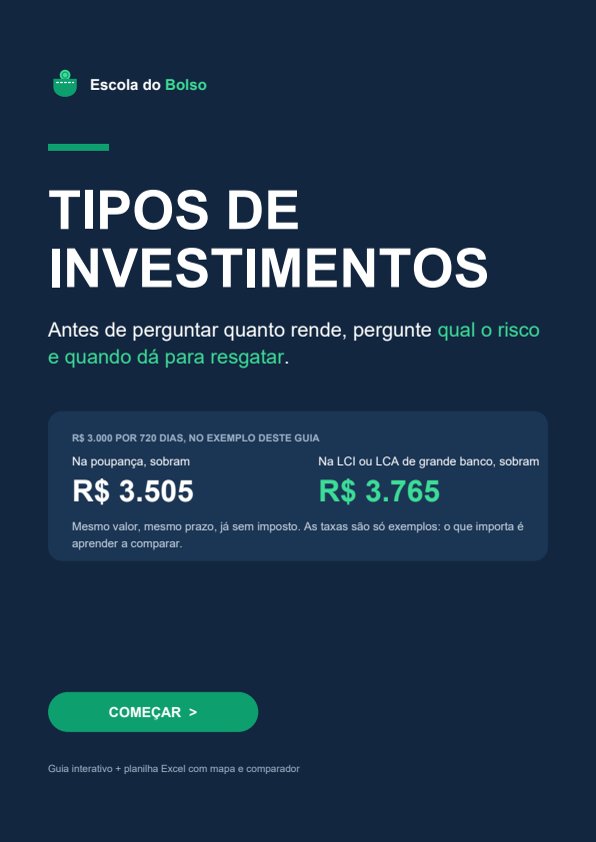 Escola do Bolso
TIPOS DE
INVESTIMENTOS
Antes de perguntar quanto rende, pergunte qual o risco
e quando dá para resgatar.
R$ 3.000 POR 720 DIAS, NO EXEMPLO DESTE GUIA
Na poupança, sobram
R$ 3.505
Na LCI ou LCA de grande banco, sobram
R$ 3.765
Mesmo valor, mesmo prazo, já sem imposto. As taxas são só exemplos: o que importa é
aprender a comparar.
COMEÇAR >
Guia interativo + planilha Excel com mapa e comparador